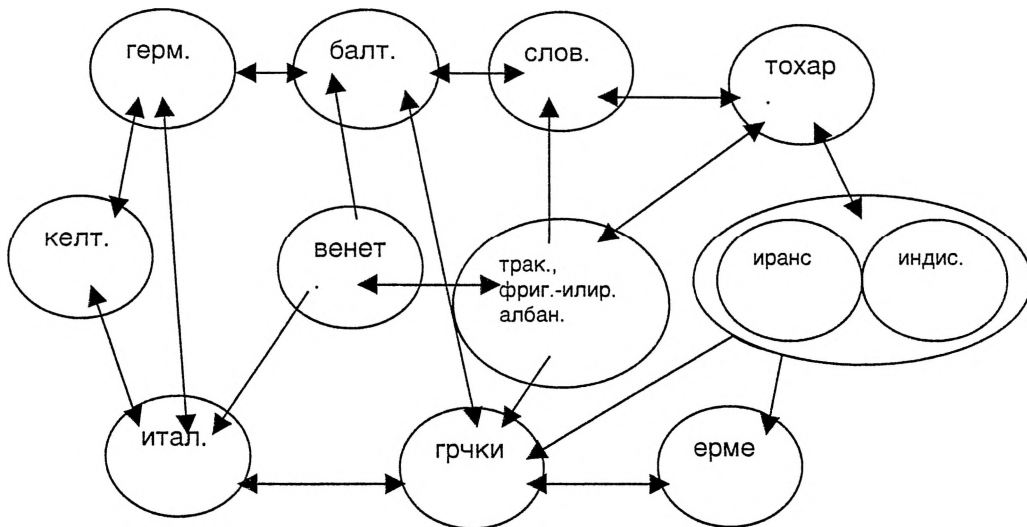 герм.
балт.
слов.
тохар
.
келт.
венет
.
трак.,
фриг.-илир.
албан.
иранс
индис.
итал.
грчки
ерме